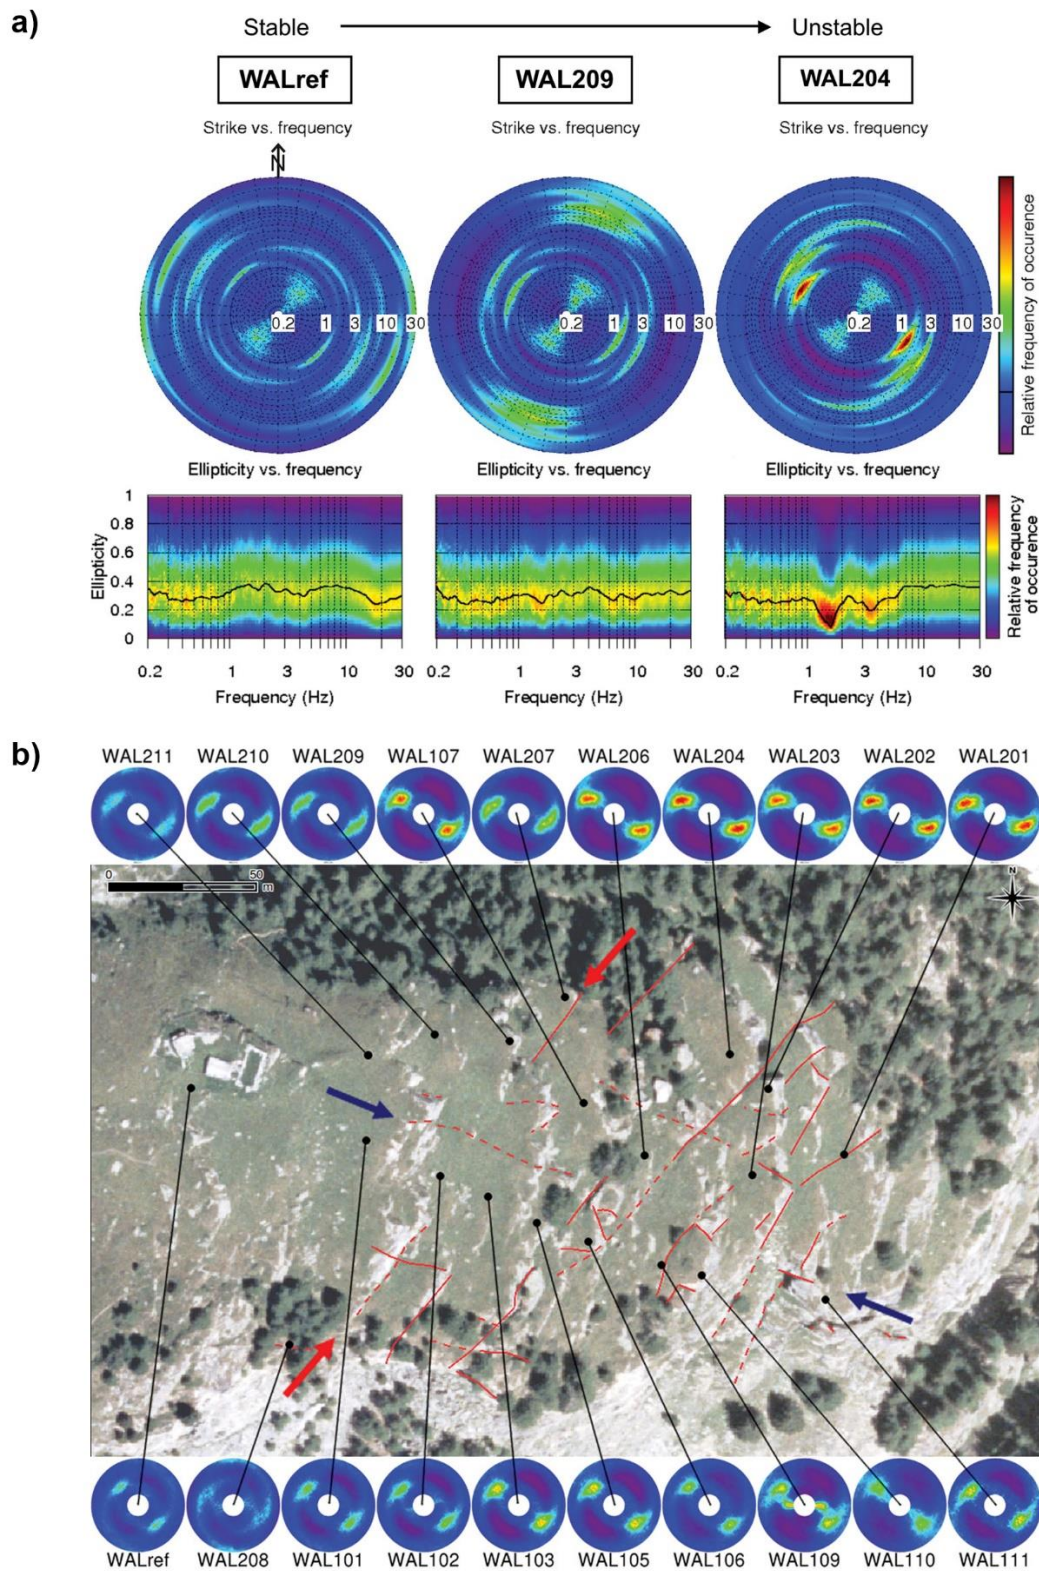 a)
Stable
Unstable
WALref
WAL209
WAL204
Strike vs. frequency
Strike vs. frequency
Strike vs. frequency
N
0.2 1 3 10 30
0.2 1 3 10 30
0.2 1 3 10 30
Relative frequency of occurence
Ellipticity vs. frequency
Ellipticity vs. frequency
Ellipticity vs. frequency
Ellipticity
1
0.8
0.6
0.4
0.2
0
0.2 1 3 10 30
0.2 1 3 10 30
0.2 1 3 10 30
Frequency (Hz)
Frequency (Hz)
Frequency (Hz)
Relative frequency
of occurence
b)
WAL211 WAL210 WAL209 WAL107 WAL207 WAL206 WAL204 WAL203 WAL202 WAL201
0 50
m
N
WALref WAL208 WAL101 WAL102 WAL103 WAL105 WAL106 WAL109 WAL110 WAL111